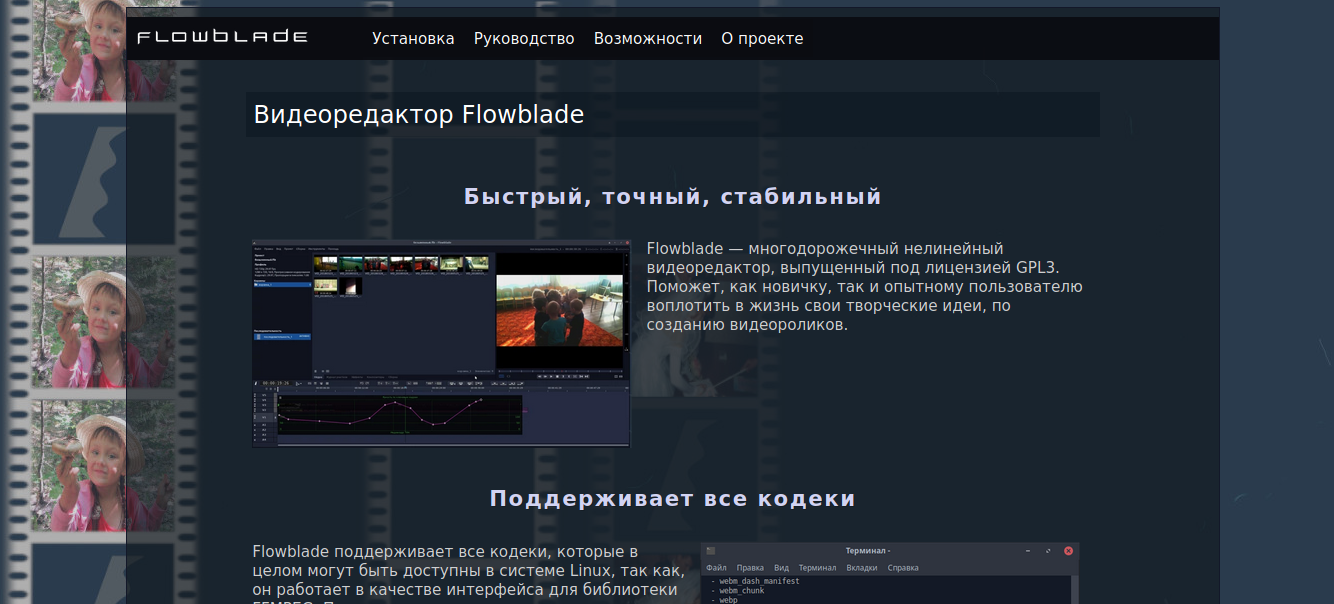 FLOWBLADE
Установка Руководство Возможности О проекте
Видеоредактор Flowblade
Быстрый, точный, стабильный
Flowblade — многодорожечный нелинейный
видеоредактор, выпущенный под лицензией GPL3.
Поможет, как новичку, так и опытному пользователю
воплотить в жизнь свои творческие идеи, по
созданию видеороликов.
Поддерживает все кодеки
Flowblade поддерживает все кодеки, которые в
целом могут быть доступны в системе Linux, так как,
он работает в качестве интерфейса для библиотеки
Терминал -
Файл Правка Вид Терминал Вкладки Справка
- webm_dash_manifest
- webm_chunk
- webp